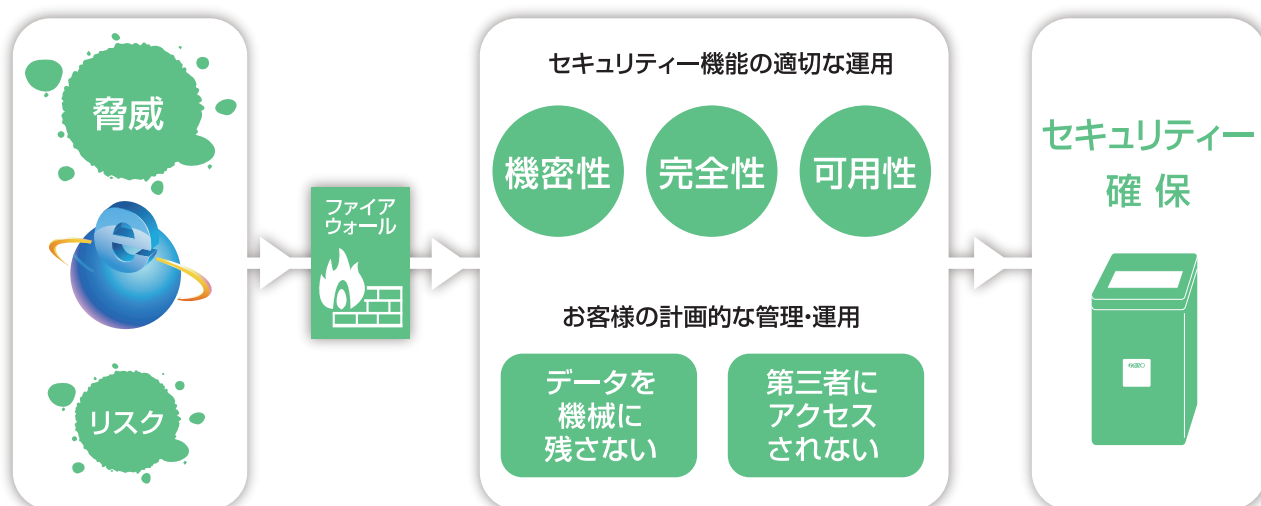 脅威
リスク
ファイア
ウォール
セキュリティー機能の適切な運用
機密性
完全性
可用性
お客様の計画的な管理・運用
データを
機械に
残さない
第三者に
アクセス
されない
セキュリティー
確保